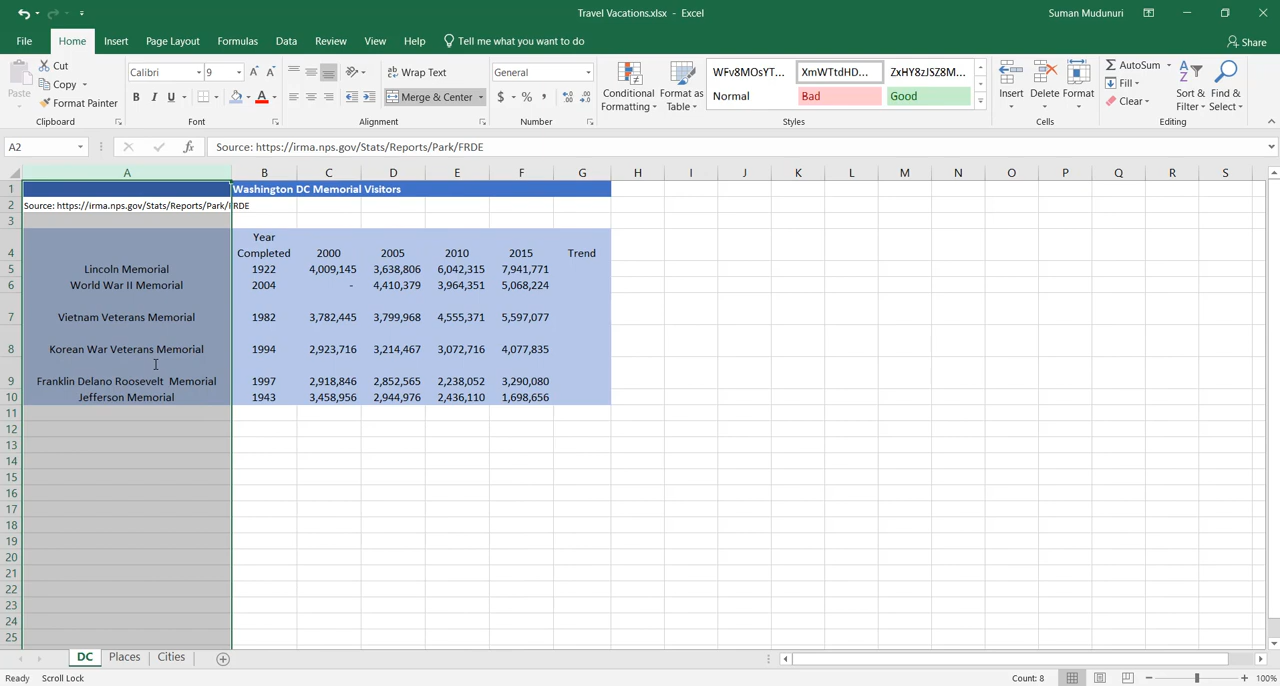 Travel Vacations.xlsx - Excel
Suman Mudunuri
File Home Insert Page Layout Formulas Data Review View Help Tell me what you want to do Share
Paste Cut Copy Format Painter Clipboard
Calibri 9 B I U Font
Wrap Text Merge & Center Alignment
General $ % , Number
Conditional Formatting Format as Table
WFv8MOsYT... XmWTtdHD... ZxHY8zJSZ8M...
Normal Bad Good
Styles
Insert Delete Format Cells
AutoSum Fill Clear Sort & Filter Find & Select Editing
A2 fx Source: https://irma.nps.gov/Stats/Reports/Park/FRDE
A B C D E F G H I J K L M N O P Q R S
1 Washington DC Memorial Visitors
2 Source: https://irma.nps.gov/Stats/Reports/Park/FRDE
3
4 Year Completed 2000 2005 2010 2015 Trend
5 Lincoln Memorial 1922 4,009,145 3,638,806 6,042,315 7,941,771
6 World War II Memorial 2004 - 4,410,379 3,964,351 5,068,224
7 Vietnam Veterans Memorial 1982 3,782,445 3,799,968 4,555,371 5,597,077
8 Korean War Veterans Memorial 1994 2,923,716 3,214,467 3,072,716 4,077,835
9 Franklin Delano Roosevelt Memorial 1997 2,918,846 2,852,565 2,238,052 3,290,080
10 Jefferson Memorial 1943 3,458,956 2,944,976 2,436,110 1,698,656
11
12
13
14
15
16
17
18
19
20
21
22
23
24
25
DC Places Cities
Ready Scroll Lock Count: 8 100%